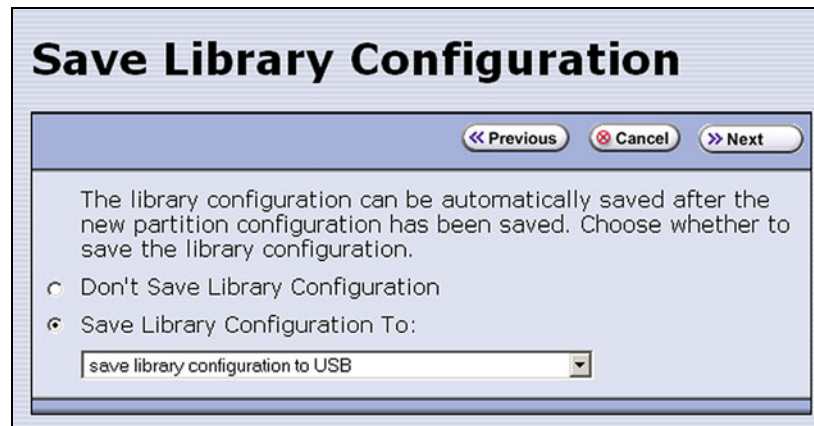 Save Library Configuration
Previous Cancel Next
The library configuration can be automatically saved after the
new partition configuration has been saved. Choose whether to
save the library configuration.
Don't Save Library Configuration
Save Library Configuration To:
save library configuration to USB